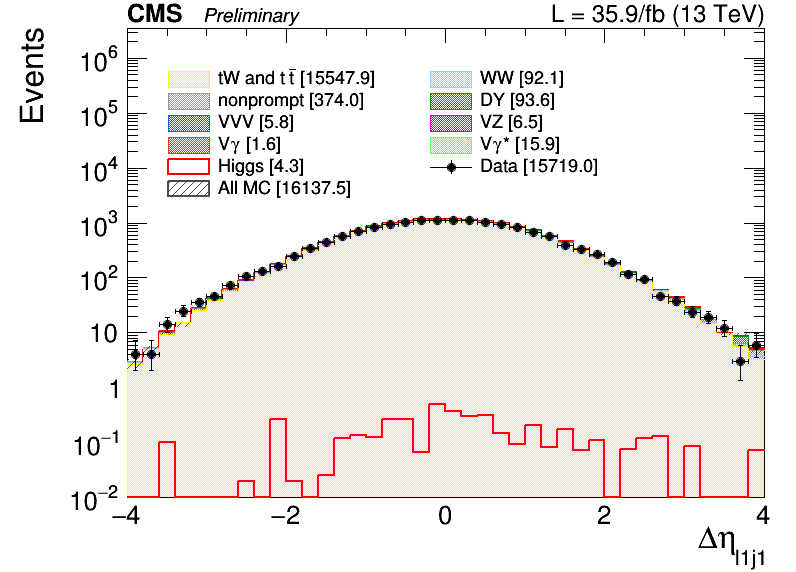 CMS Preliminary L = 35.9/fb (13 TeV)
Events
10⁶
10⁵
10⁴
10³
10²
10
1
10⁻¹
10⁻²
tW and t t̄ [15547.9]
nonprompt [374.0]
VVV [5.8]
Vγ [1.6]
Higgs [4.3]
All MC [16137.5]
WW [92.1]
DY [93.6]
VZ [6.5]
Vγ* [15.9]
Data [15719.0]
−4 −2 0 2 4
Δη l1j1